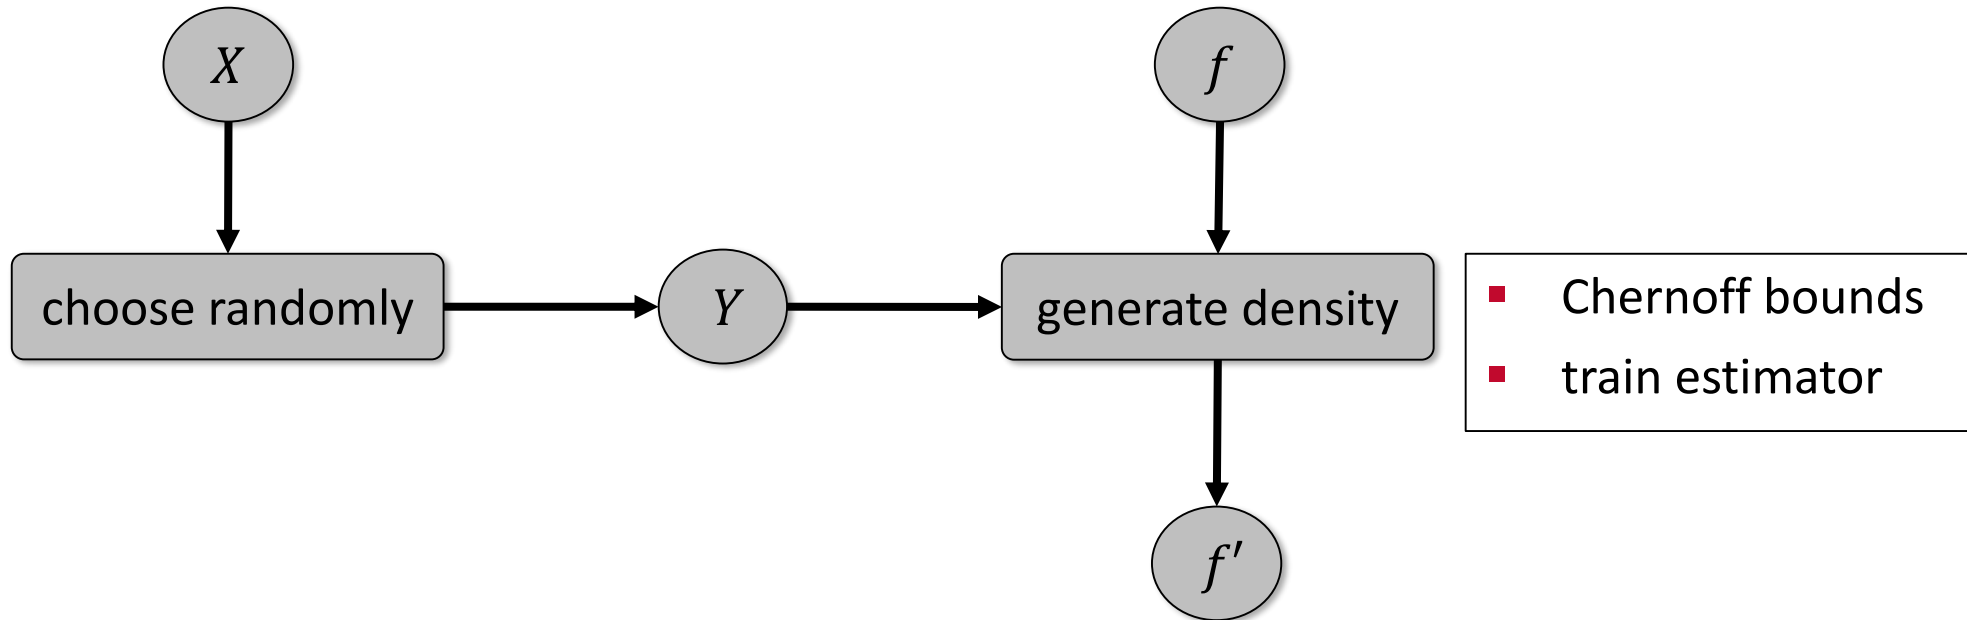 X
f
choose randomly
Y
generate density
▪ Chernoff bounds
▪ train estimator
f′